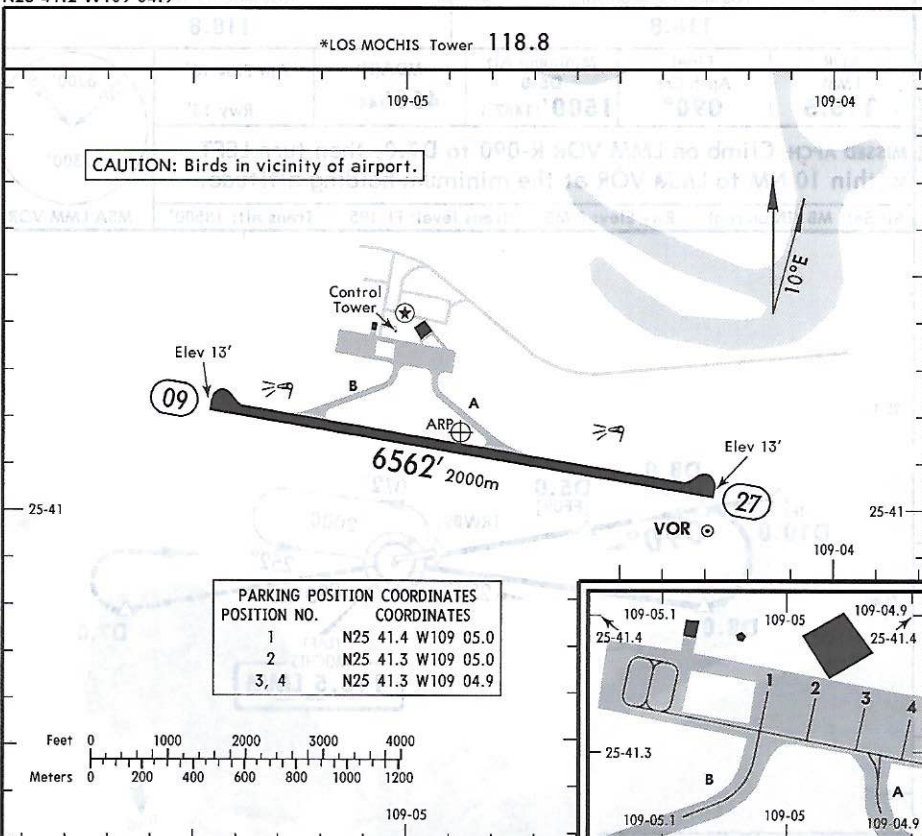 *LOS MOCHIS Tower 118.8
109-05
109-04
CAUTION: Birds in vicinity of airport.
10°E
Control
Tower
Elev 13'
09
B
A
ARP
6562' 2000m
Elev 13'
27
25-41
25-41
VOR
109-04
PARKING POSITION COORDINATES
POSITION NO. COORDINATES
1 N25 41.4 W109 05.0
2 N25 41.3 W109 05.0
3, 4 N25 41.3 W109 04.9
Feet 0 1000 2000 3000 4000
Meters 0 200 400 600 800 1000 1200
109-05
109-05.1
109-05
109-04.9
25-41.4
25-41.4
1
2
3
4
25-41.3
B
A
109-05.1
109-05
109-04.9